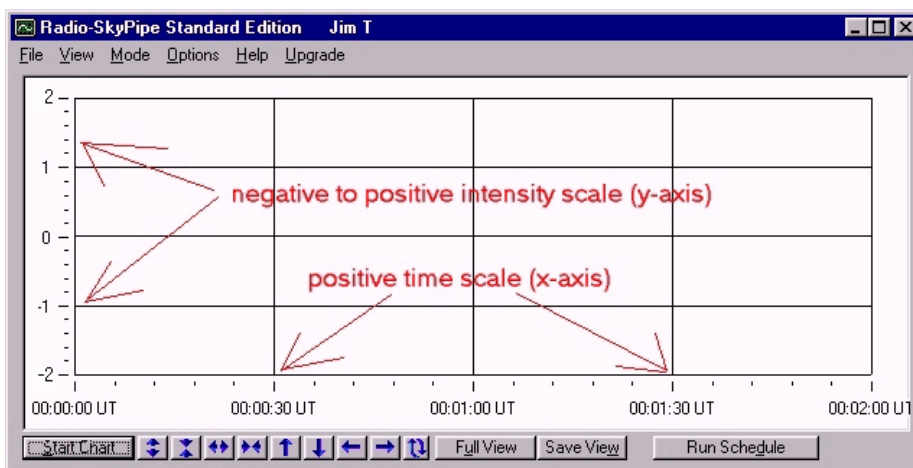 Radio-SkyPipe Standard Edition Jim T
File View Mode Options Help Upgrade
2
1
0
-1
-2
negative to positive intensity scale (y-axis)
positive time scale (x-axis)
00:00:00 UT 00:00:30 UT 00:01:00 UT 00:01:30 UT 00:02:00 UT
Start Chart Full View Save View Run Schedule